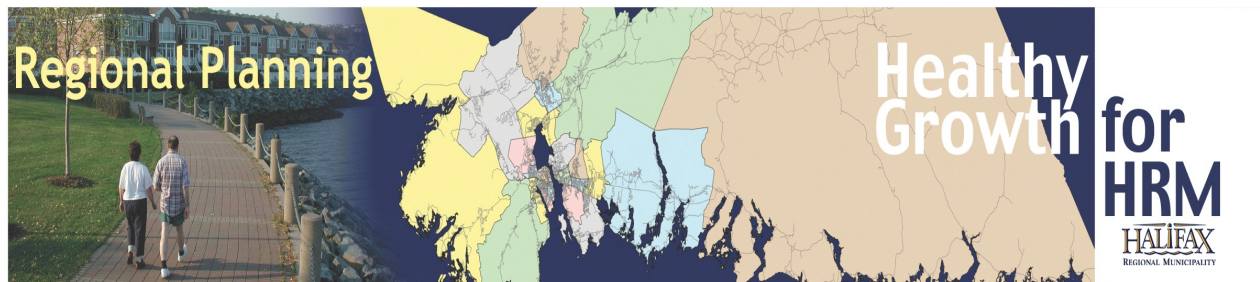 Regional Planning
Healthy
Growth
for
HRM
HALIFAX
REGIONAL MUNICIPALITY